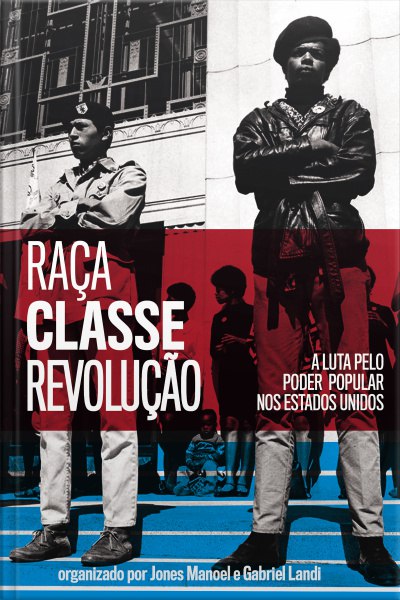 RAÇA
CLASSE
REVOLUÇÃO
A LUTA PELO
PODER POPULAR
NOS ESTADOS UNIDOS
organizado por Jones Manoel e Gabriel Landi